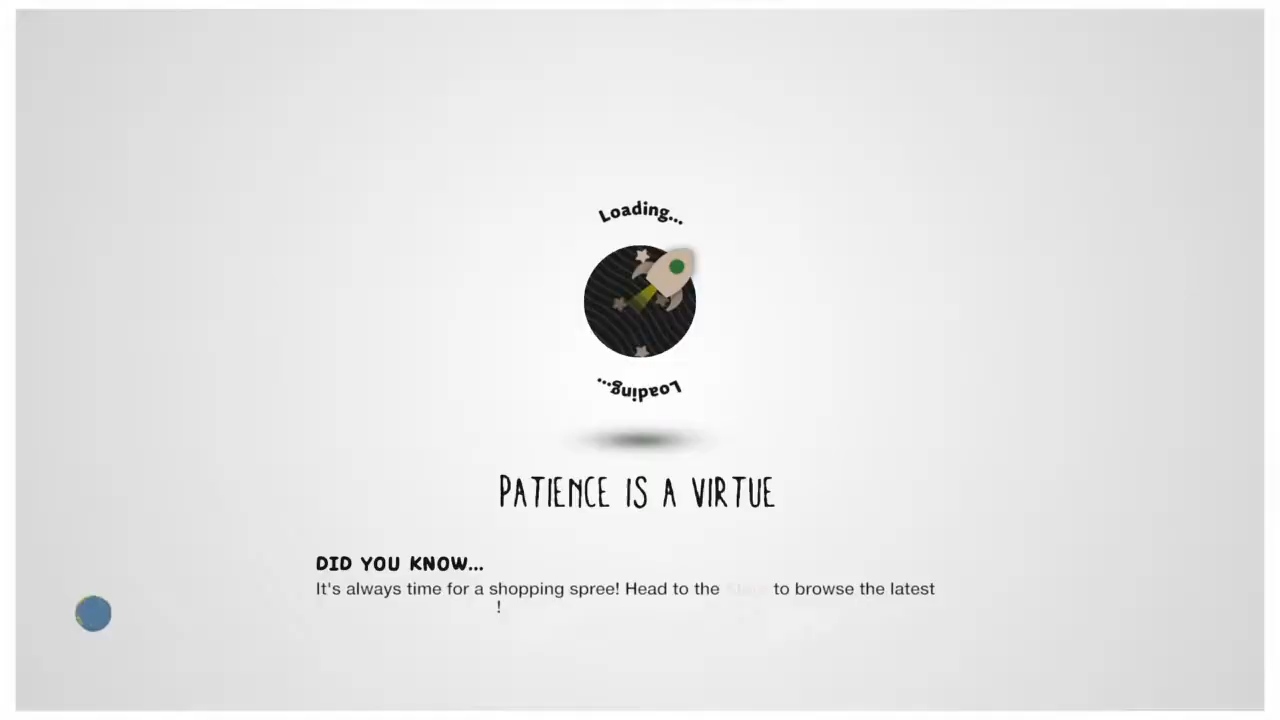 Loading...
Loading...
PATIENCE IS A VIRTUE
DID YOU KNOW...
It's always time for a shopping spree! Head to the to browse the latest
!